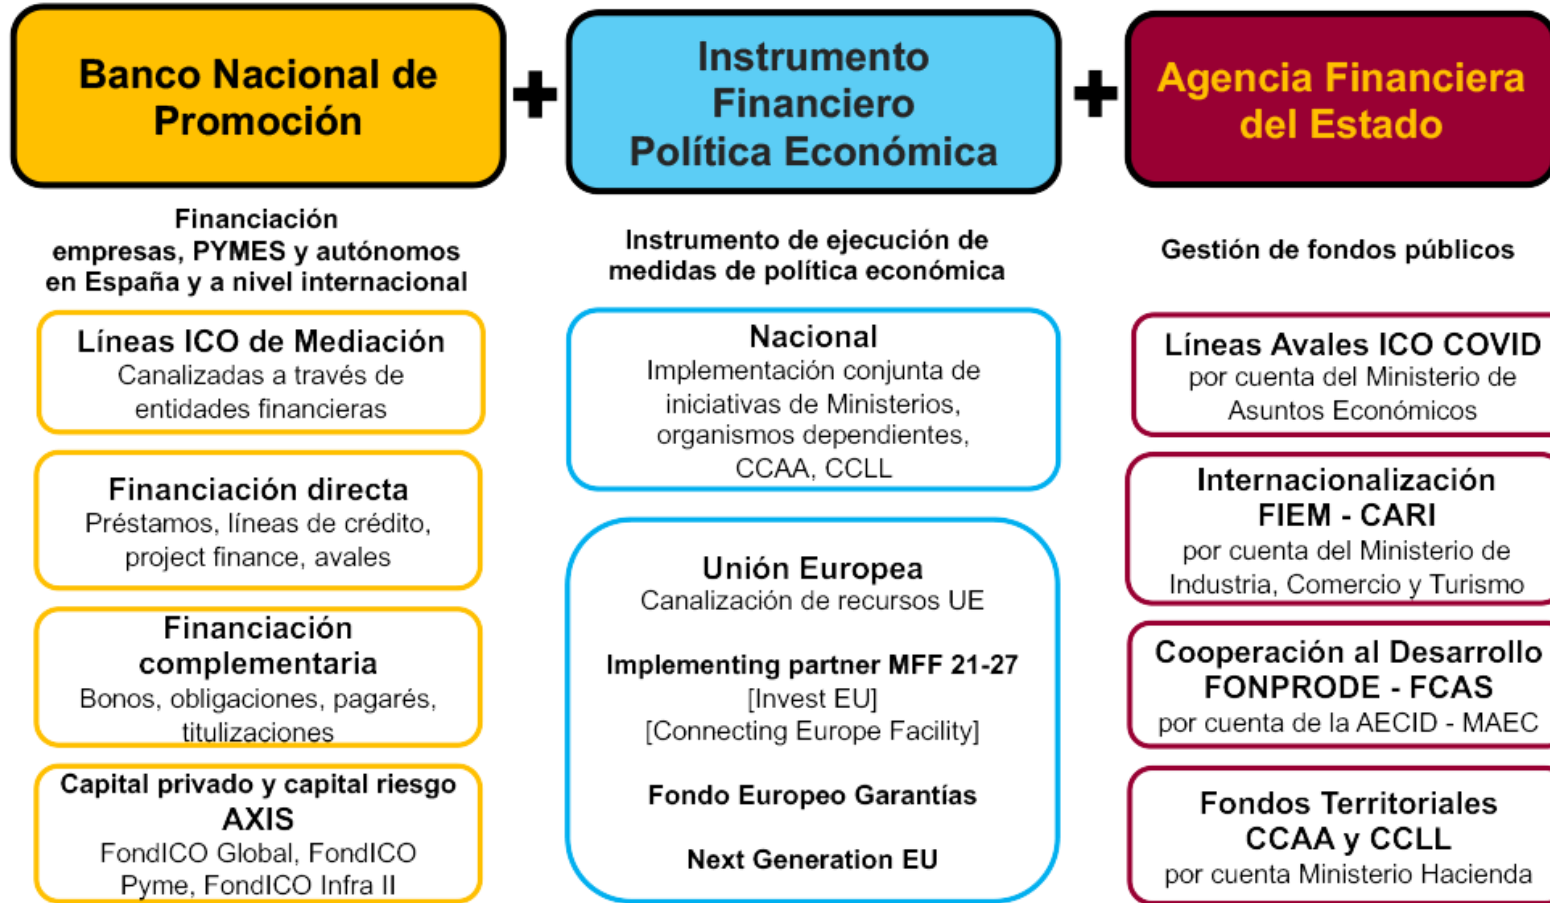 Banco Nacional de
Promoción
+
Instrumento
Financiero
Política Económica
+
Agencia Financiera
del Estado
Financiación
empresas, PYMES y autónomos
en España y a nivel internacional
Líneas ICO de Mediación
Canalizadas a través de
entidades financieras
Financiación directa
Préstamos, líneas de crédito,
project finance, avales
Financiación
complementaria
Bonos, obligaciones, pagarés,
titulizaciones
Capital privado y capital riesgo
AXIS
FondICO Global, FondICO
Pyme, FondICO Infra II
Instrumento de ejecución de
medidas de política económica
Nacional
Implementación conjunta de
iniciativas de Ministerios,
organismos dependientes,
CCAA, CCLL
Unión Europea
Canalización de recursos UE
Implementing partner MFF 21-27
[Invest EU]
[Connecting Europe Facility]
Fondo Europeo Garantías
Next Generation EU
Gestión de fondos públicos
Líneas Avales ICO COVID
por cuenta del Ministerio de
Asuntos Económicos
Internacionalización
FIEM - CARI
por cuenta del Ministerio de
Industria, Comercio y Turismo
Cooperación al Desarrollo
FONPRODE - FCAS
por cuenta de la AECID - MAEC
Fondos Territoriales
CCAA y CCLL
por cuenta Ministerio Hacienda